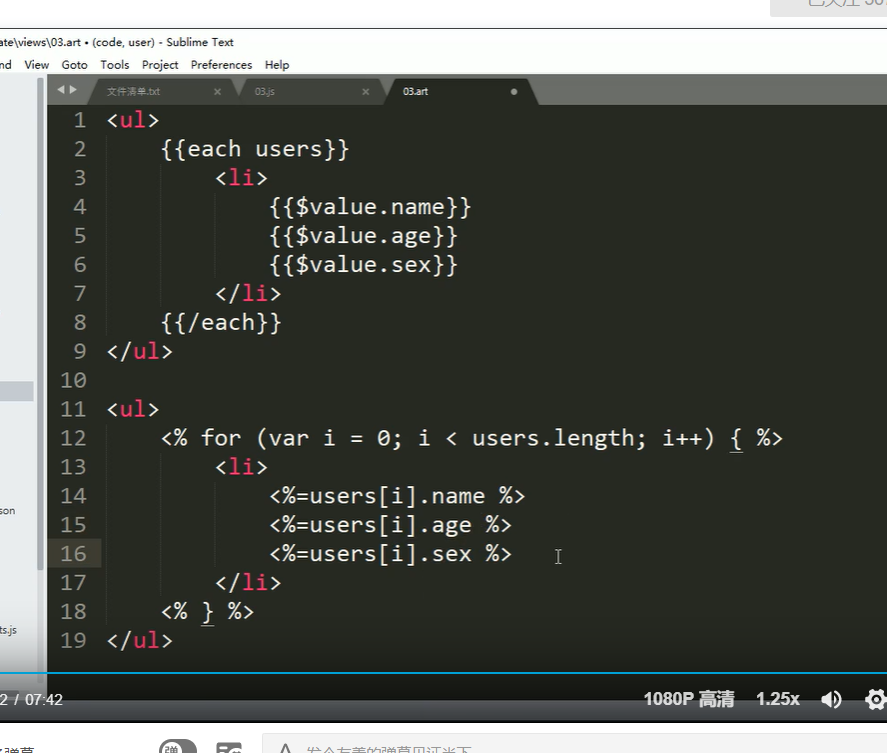 ate\views\03.art • (code, user) - Sublime Text
nd View Goto Tools Project Preferences Help
文件清单.txt × 03.js × 03.art
1 <ul>
2 {{each users}}
3 <li>
4 {{$value.name}}
5 {{$value.age}}
6 {{$value.sex}}
7 </li>
8 {{/each}}
9 </ul>
10
11 <ul>
12 <% for (var i = 0; i < users.length; i++) { %>
13 <li>
14 <%=users[i].name %>
15 <%=users[i].age %>
16 <%=users[i].sex %>
17 </li>
18 <% } %>
19 </ul>
son
ts.js
2 / 07:42 1080P 高清 1.25x
弹